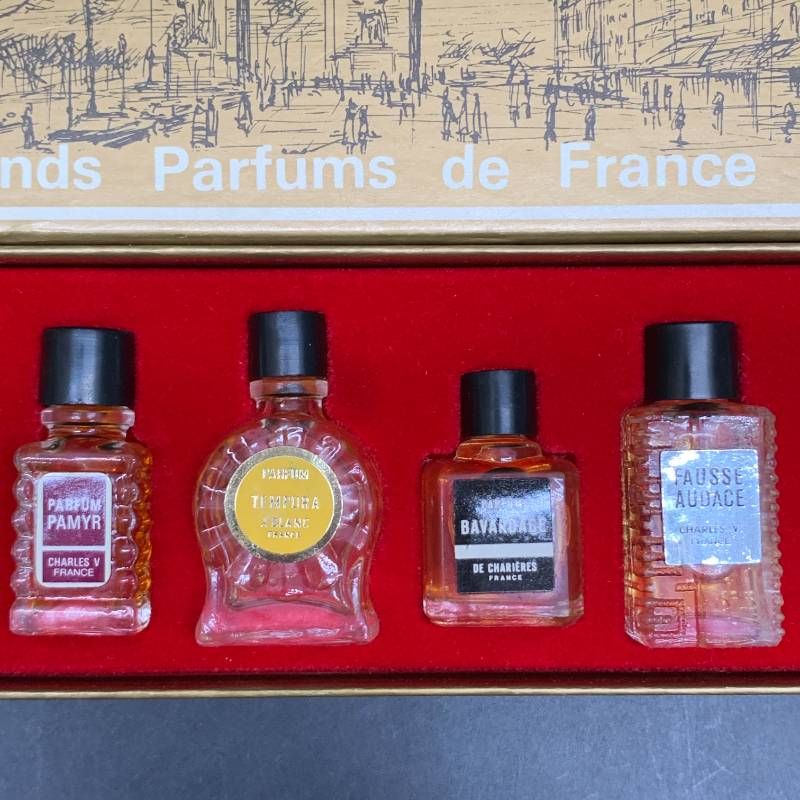 nds Parfums de France
PARFUM
PAMYR
CHARLES V
FRANCE
PARFUM
TEMPORA
FRANCE
BAVARDAGE
DE CHARIÈRES
FRANCE
FAUSSE
AUDACE
CHARLES V
FRANCE